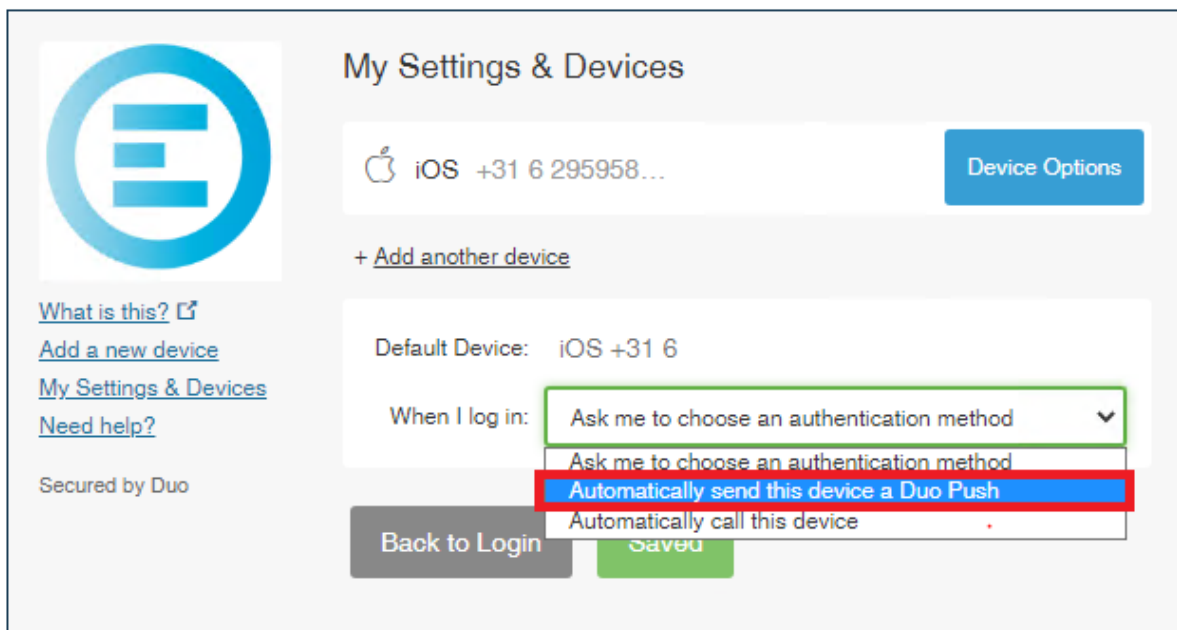 My Settings & Devices
iOS +31 6 295958...
Device Options
+ Add another device
What is this?
Add a new device
My Settings & Devices
Need help?
Secured by Duo
Default Device: iOS +31 6
When I log in: Ask me to choose an authentication method
Ask me to choose an authentication method
Automatically send this device a Duo Push
Automatically call this device
Back to Login
Saved